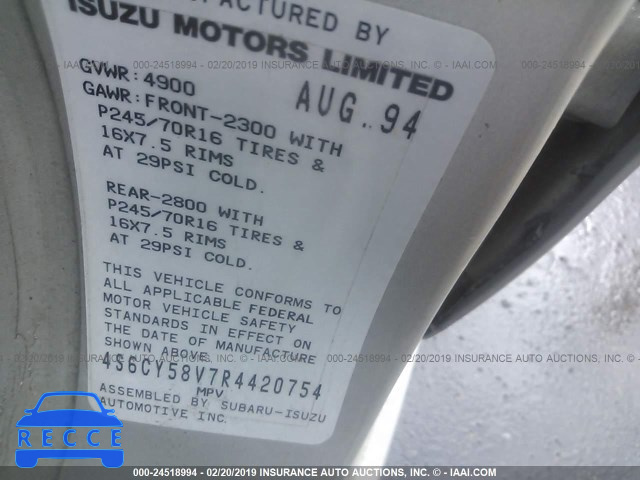 MANUFACTURED BY
ISUZU MOTORS LIMITED
GVWR:4900
AUG. 94
GAWR:FRONT-2300 WITH
P245/70R16 TIRES &
16X7.5 RIMS
AT 29PSI COLD.
REAR-2800 WITH
P245/70R16 TIRES &
16X7.5 RIMS
AT 29PSI COLD.
THIS VEHICLE CONFORMS TO
ALL APPLICABLE FEDERAL
MOTOR VEHICLE SAFETY
STANDARDS IN EFFECT ON
THE DATE OF MANUFACTURE
SHOWN ABOVE.
4S6CY58V7R4420754
MPV
ASSEMBLED BY SUBARU-ISUZU
AUTOMOTIVE INC.
RECCE
000-24518994 - 02/20/2019 INSURANCE AUTO AUCTIONS, INC. - © - IAAI.COM